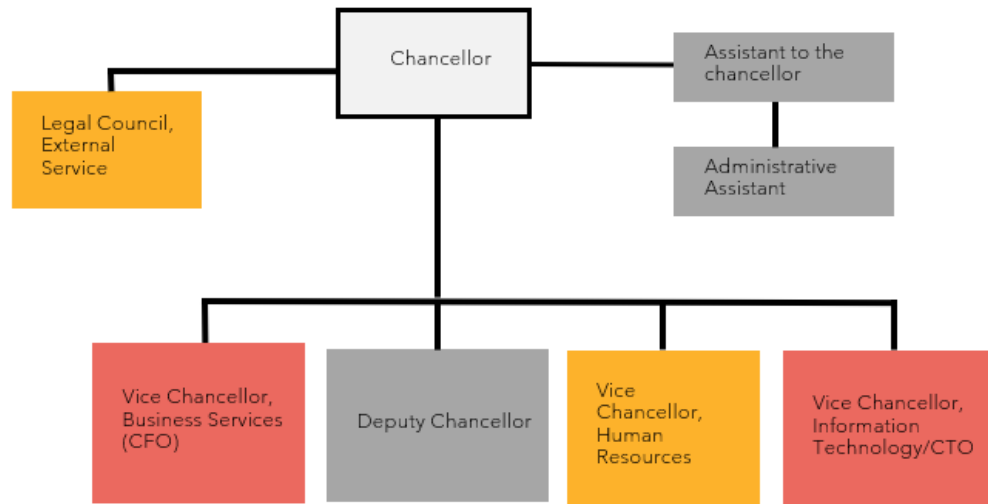 Chancellor
Assistant to the
chancellor
Legal Council,
External
Service
Administrative
Assistant
Vice Chancellor,
Business Services
(CFO)
Deputy Chancellor
Vice
Chancellor,
Human
Resources
Vice Chancellor,
Information
Technology/CTO